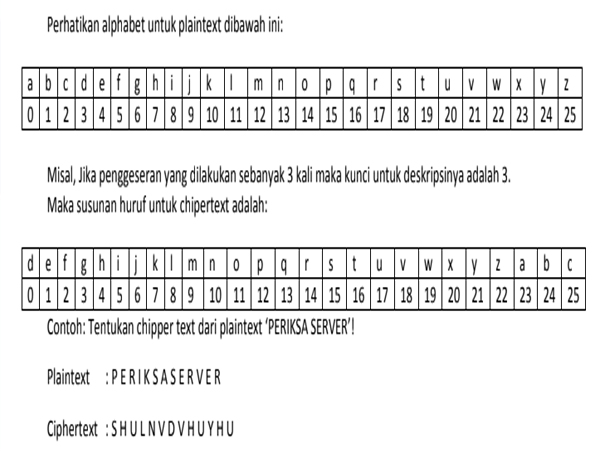 Perhatikan alphabet untuk plaintext dibawah ini:
a b c d e f g h i j k l m n o p q r s t u v w x y z
0 1 2 3 4 5 6 7 8 9 10 11 12 13 14 15 16 17 18 19 20 21 22 23 24 25
Misal, Jika penggeseran yang dilakukan sebanyak 3 kali maka kunci untuk deskripsinya adalah 3.
Maka susunan huruf untuk chipertext adalah:
d e f g h i j k l m n o p q r s t u v w x y z a b c
0 1 2 3 4 5 6 7 8 9 10 11 12 13 14 15 16 17 18 19 20 21 22 23 24 25
Contoh: Tentukan chipper text dari plaintext ‘PERIKSA SERVER’!
Plaintext : P E R I K S A S E R V E R
Ciphertext : S H U L N V D V H U Y H U